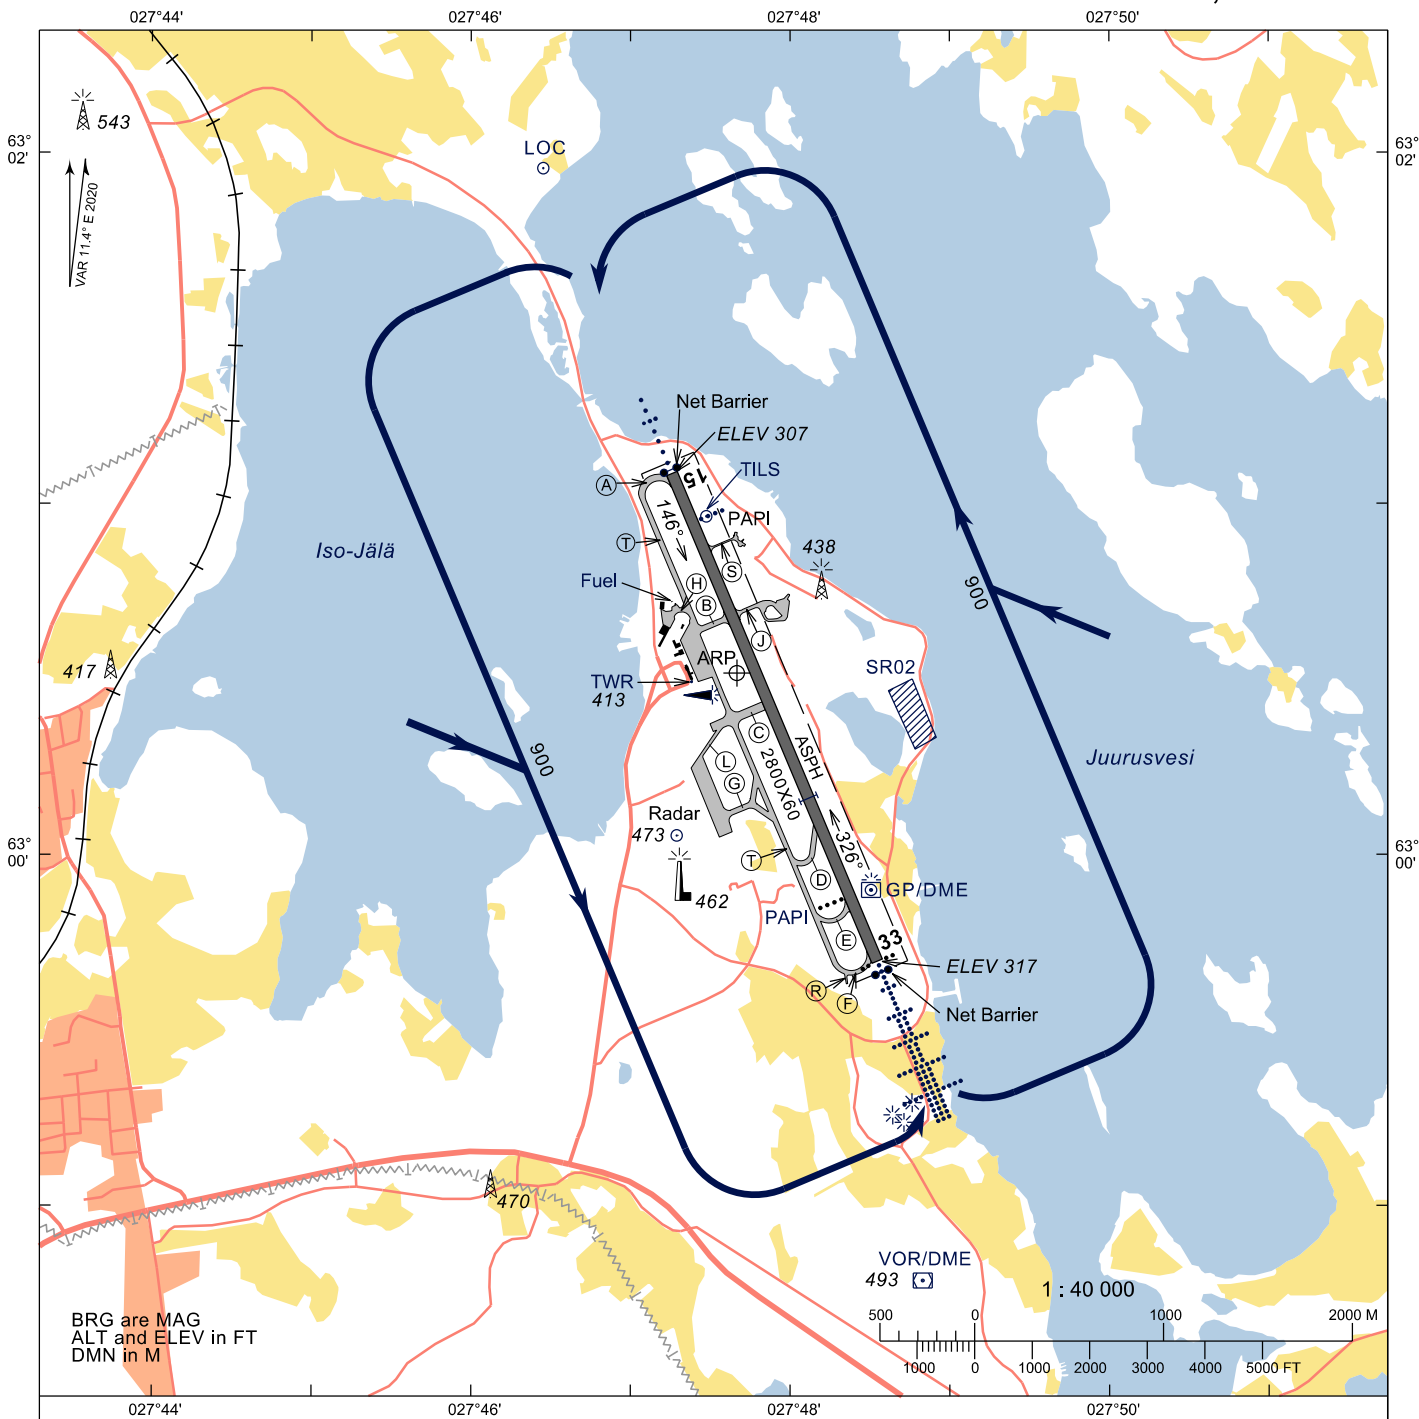 027°44'
027°46'
027°48'
027°50'
63°
02'
63°
02'
543
LOC
VAR 11.4° E 2020
Net Barrier
ELEV 307
15
TILS
A
146°
PAPI
T
438
Iso-Jälä
S
Fuel
H
B
900
J
ARP
SR02
417
TWR
413
C
ASPH
900
L
2800X60
Juurusvesi
G
Radar
473
326°
63°
00'
63°
00'
T
D
GP/DME
462
PAPI
E
33
ELEV 317
R
F
Net Barrier
470
VOR/DME
493
1 : 40 000
500
0
1000
2000 M
1000
0
1000
2000
3000
4000
5000 FT
BRG are MAG
ALT and ELEV in FT
DMN in M
027°44'
027°46'
027°48'
027°50'